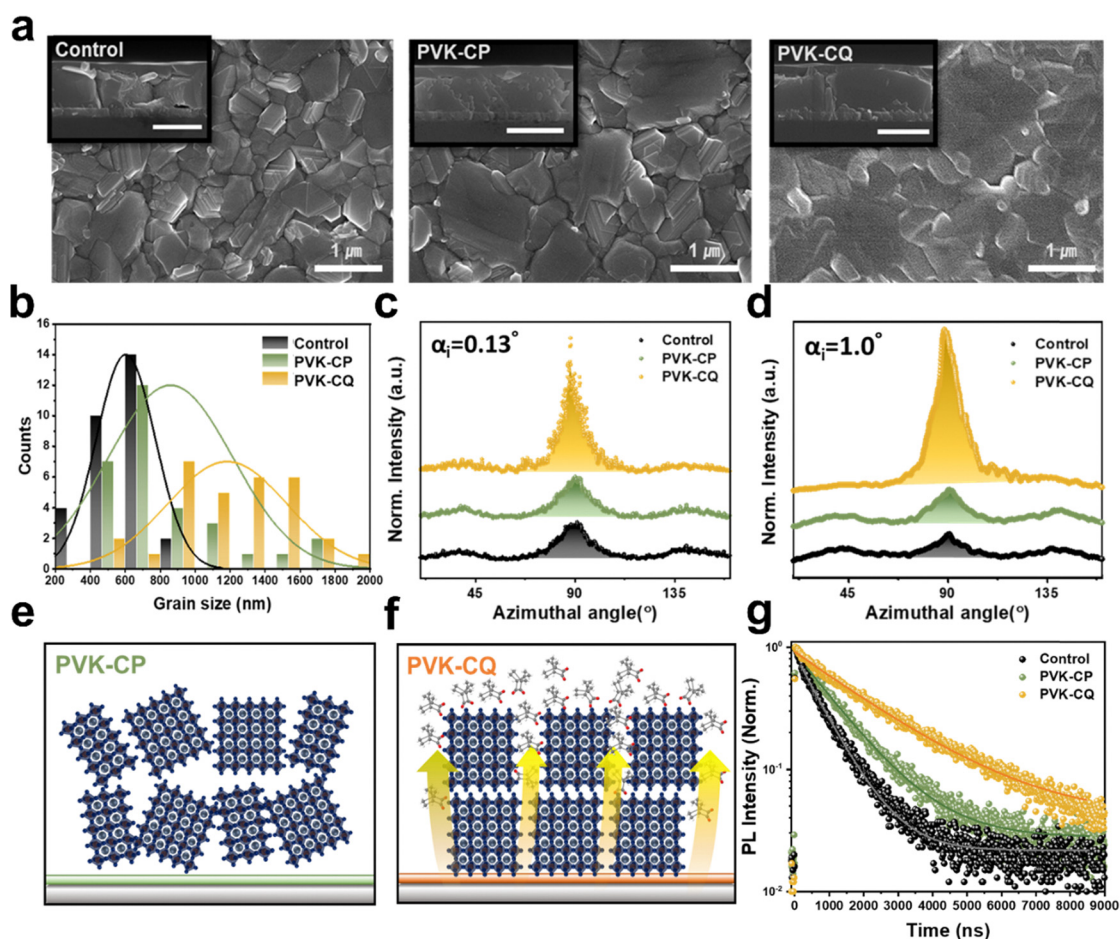 a
Control
PVK-CP
PVK-CQ
1 ㎛
1 ㎛
1 ㎛
b
16
14
12
10
8
6
4
2
0
Counts
Control
PVK-CP
PVK-CQ
200 400 600 800 1000 1200 1400 1600 1800 2000
Grain size (nm)
c
αi=0.13°
Control
PVK-CP
PVK-CQ
Norm. Intensity (a.u.)
45 90 135
Azimuthal angle(°)
d
αi=1.0°
Control
PVK-CP
PVK-CQ
Norm. Intensity (a.u.)
45 90 135
Azimuthal angle(°)
e
PVK-CP
f
PVK-CQ
g
10⁰
10⁻¹
10⁻²
PL Intensity (Norm.)
Control
PVK-CP
PVK-CQ
0 1000 2000 3000 4000 5000 6000 7000 8000 9000
Time (ns)